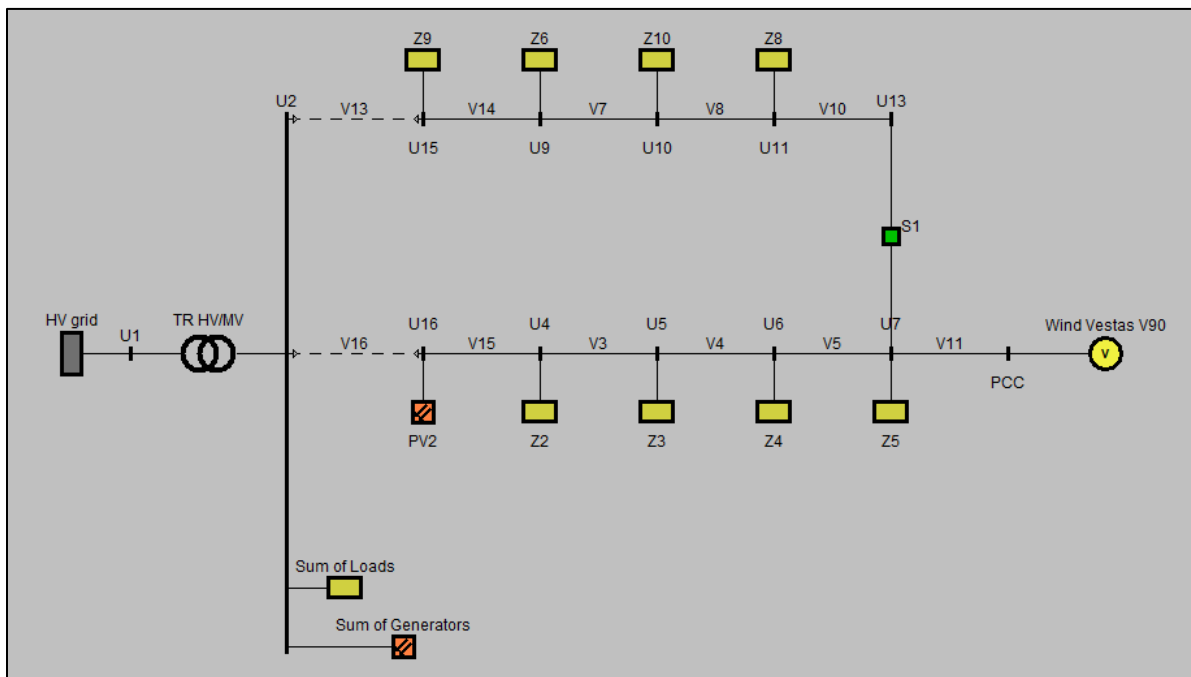 Z9 Z6 Z10 Z8
U2 V13 V14 V7 V8 V10 U13
U15 U9 U10 U11
S1
HV grid U1 TR HV/MV U16 U4 U5 U6 U7 Wind Vestas V90
V16 V15 V3 V4 V5 V11
V
PCC
PV2 Z2 Z3 Z4 Z5
Sum of Loads
Sum of Generators